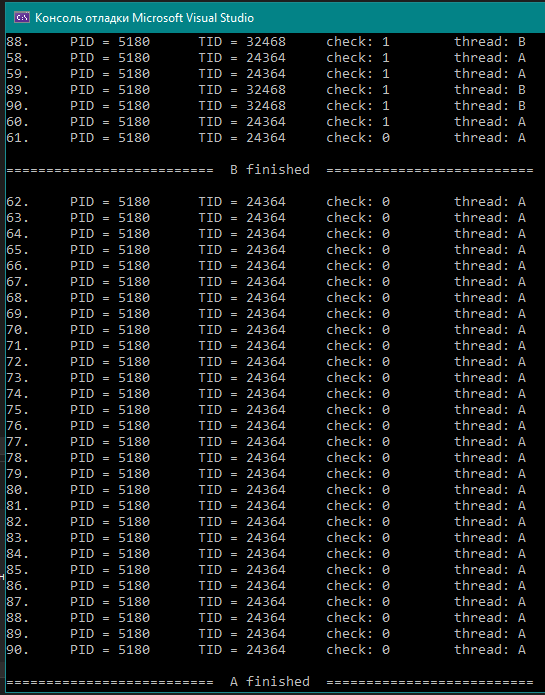 Консоль отладки Microsoft Visual Studio
88. PID = 5180 TID = 32468 check: 1 thread: B
58. PID = 5180 TID = 24364 check: 1 thread: A
59. PID = 5180 TID = 24364 check: 1 thread: A
89. PID = 5180 TID = 32468 check: 1 thread: B
90. PID = 5180 TID = 32468 check: 1 thread: B
60. PID = 5180 TID = 24364 check: 1 thread: A
61. PID = 5180 TID = 24364 check: 0 thread: A
========================== B finished ==========================
62. PID = 5180 TID = 24364 check: 0 thread: A
63. PID = 5180 TID = 24364 check: 0 thread: A
64. PID = 5180 TID = 24364 check: 0 thread: A
65. PID = 5180 TID = 24364 check: 0 thread: A
66. PID = 5180 TID = 24364 check: 0 thread: A
67. PID = 5180 TID = 24364 check: 0 thread: A
68. PID = 5180 TID = 24364 check: 0 thread: A
69. PID = 5180 TID = 24364 check: 0 thread: A
70. PID = 5180 TID = 24364 check: 0 thread: A
71. PID = 5180 TID = 24364 check: 0 thread: A
72. PID = 5180 TID = 24364 check: 0 thread: A
73. PID = 5180 TID = 24364 check: 0 thread: A
74. PID = 5180 TID = 24364 check: 0 thread: A
75. PID = 5180 TID = 24364 check: 0 thread: A
76. PID = 5180 TID = 24364 check: 0 thread: A
77. PID = 5180 TID = 24364 check: 0 thread: A
78. PID = 5180 TID = 24364 check: 0 thread: A
79. PID = 5180 TID = 24364 check: 0 thread: A
80. PID = 5180 TID = 24364 check: 0 thread: A
81. PID = 5180 TID = 24364 check: 0 thread: A
82. PID = 5180 TID = 24364 check: 0 thread: A
83. PID = 5180 TID = 24364 check: 0 thread: A
84. PID = 5180 TID = 24364 check: 0 thread: A
85. PID = 5180 TID = 24364 check: 0 thread: A
86. PID = 5180 TID = 24364 check: 0 thread: A
87. PID = 5180 TID = 24364 check: 0 thread: A
88. PID = 5180 TID = 24364 check: 0 thread: A
89. PID = 5180 TID = 24364 check: 0 thread: A
90. PID = 5180 TID = 24364 check: 0 thread: A
========================== A finished ==========================